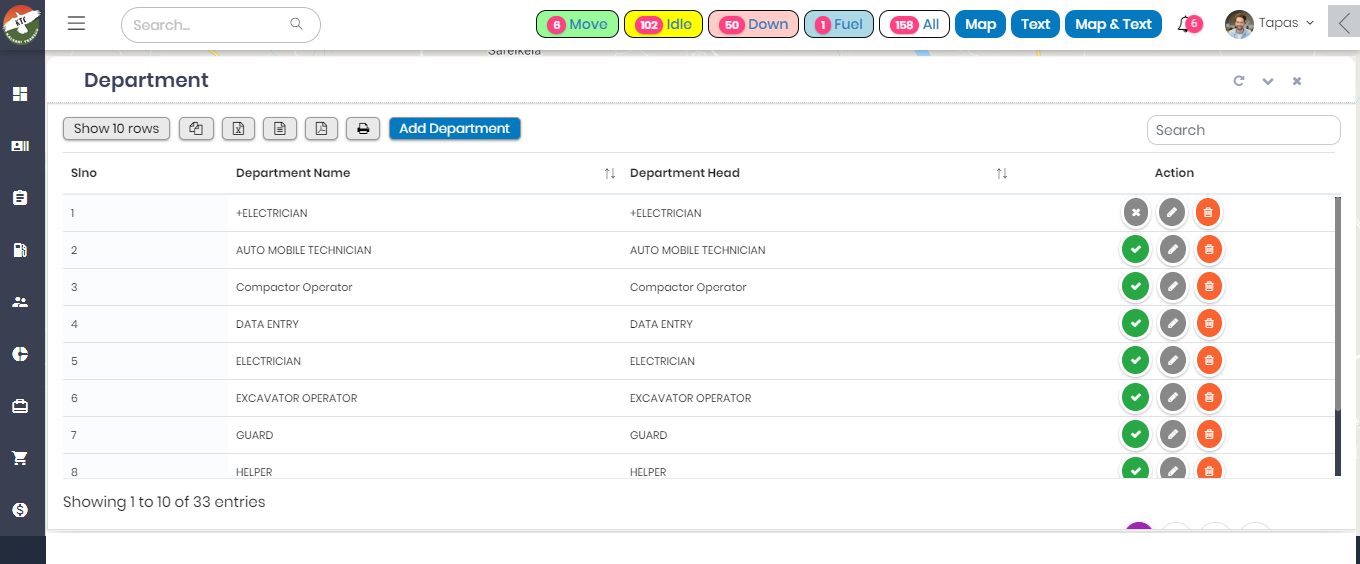 KTC
Search...
6 Move 102 Idle 50 Down 1 Fuel 158 All Map Text Map & Text 6 Tapas
Department
Show 10 rows Add Department Search
Slno Department Name Department Head Action
1 +ELECTRICIAN +ELECTRICIAN
2 AUTO MOBILE TECHNICIAN AUTO MOBILE TECHNICIAN
3 Compactor Operator Compactor Operator
4 DATA ENTRY DATA ENTRY
5 ELECTRICIAN ELECTRICIAN
6 EXCAVATOR OPERATOR EXCAVATOR OPERATOR
7 GUARD GUARD
8 HELPER HELPER
Showing 1 to 10 of 33 entries